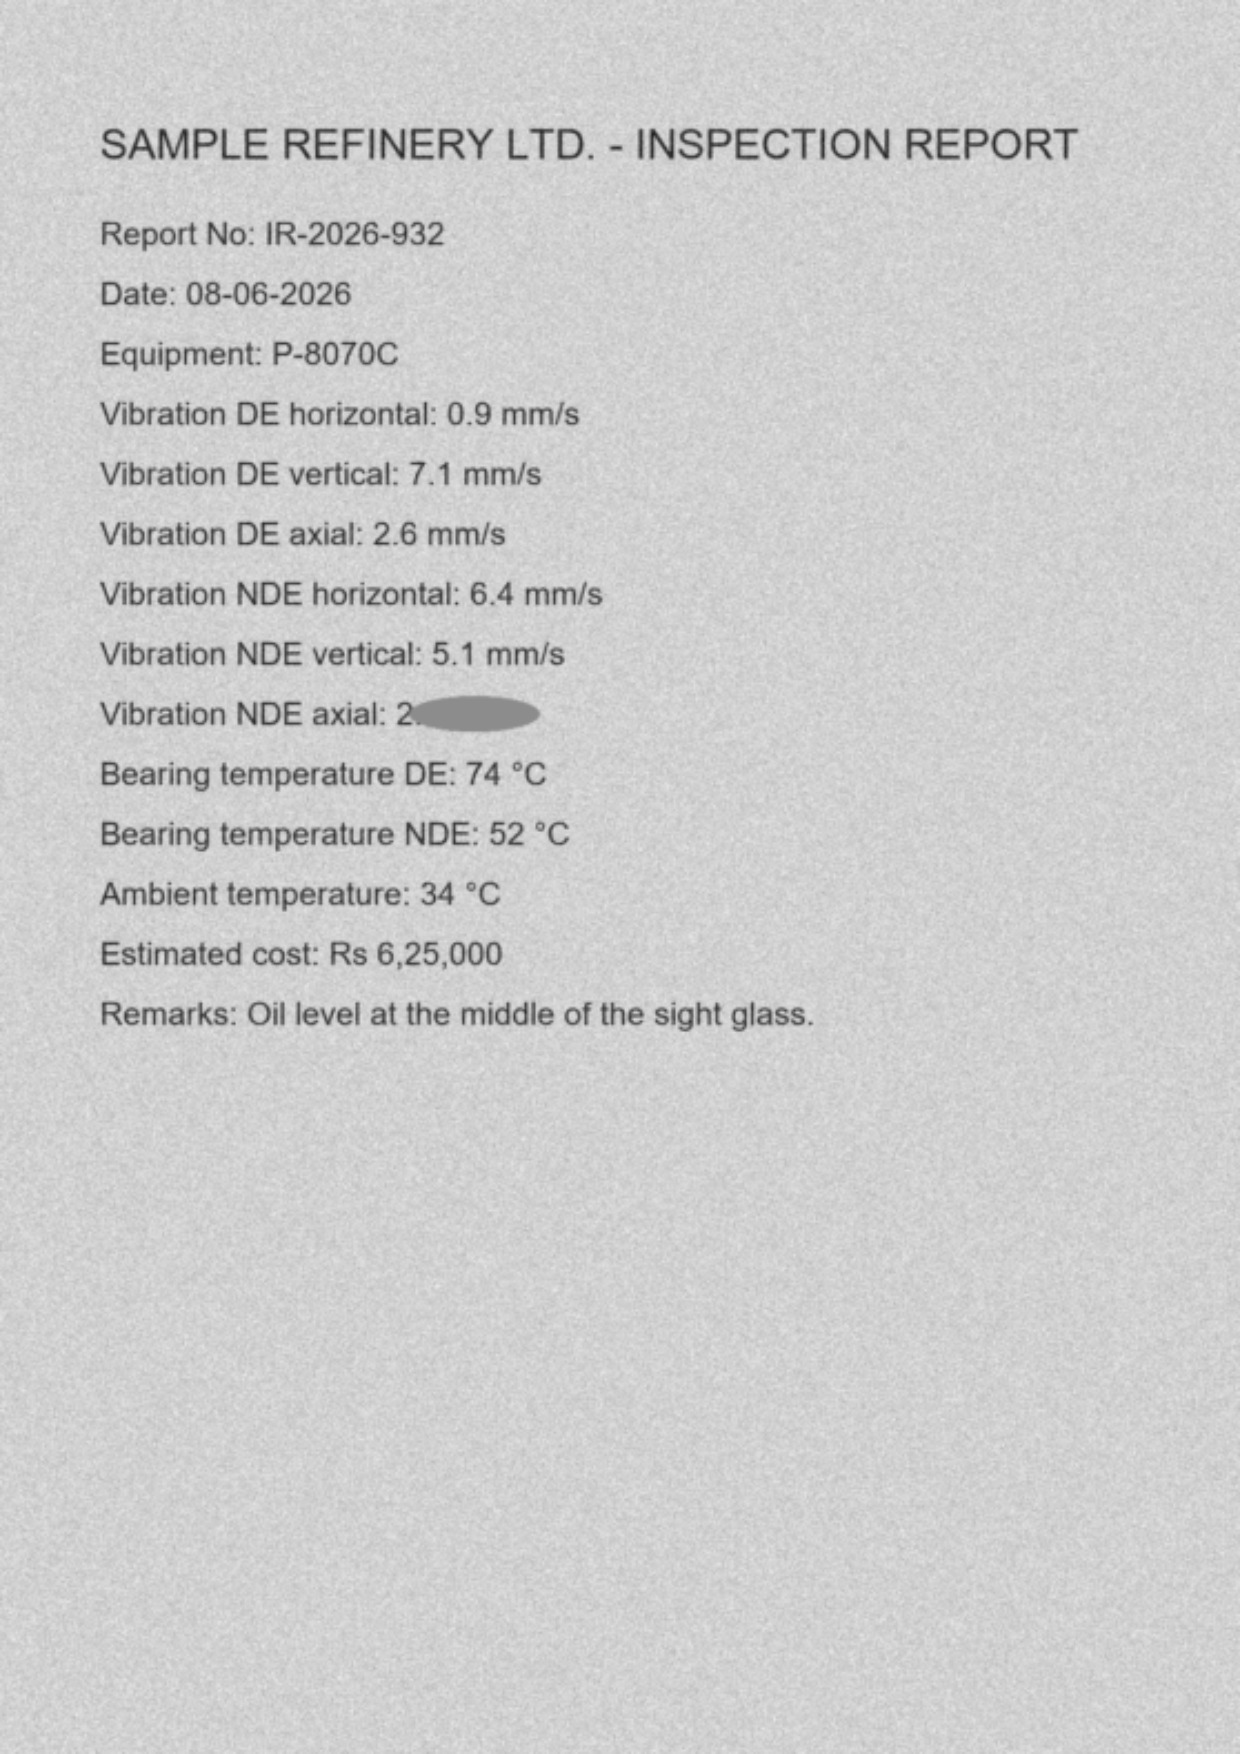 SAMPLE REFINERY LTD. - INSPECTION REPORT
Report No: IR-2026-932
Date: 08-06-2026
Equipment: P-8070C
Vibration DE horizontal: 0.9 mm/s
Vibration DE vertical: 7.1 mm/s
Vibration DE axial: 2.6 mm/s
Vibration NDE horizontal: 6.4 mm/s
Vibration NDE vertical: 5.1 mm/s
Vibration NDE axial:
Bearing temperature DE: 74 °C
Bearing temperature NDE: 52 °C
Ambient temperature: 34 °C
Estimated cost: Rs 6,25,000
Remarks: Oil level at the middle of the sight glass.